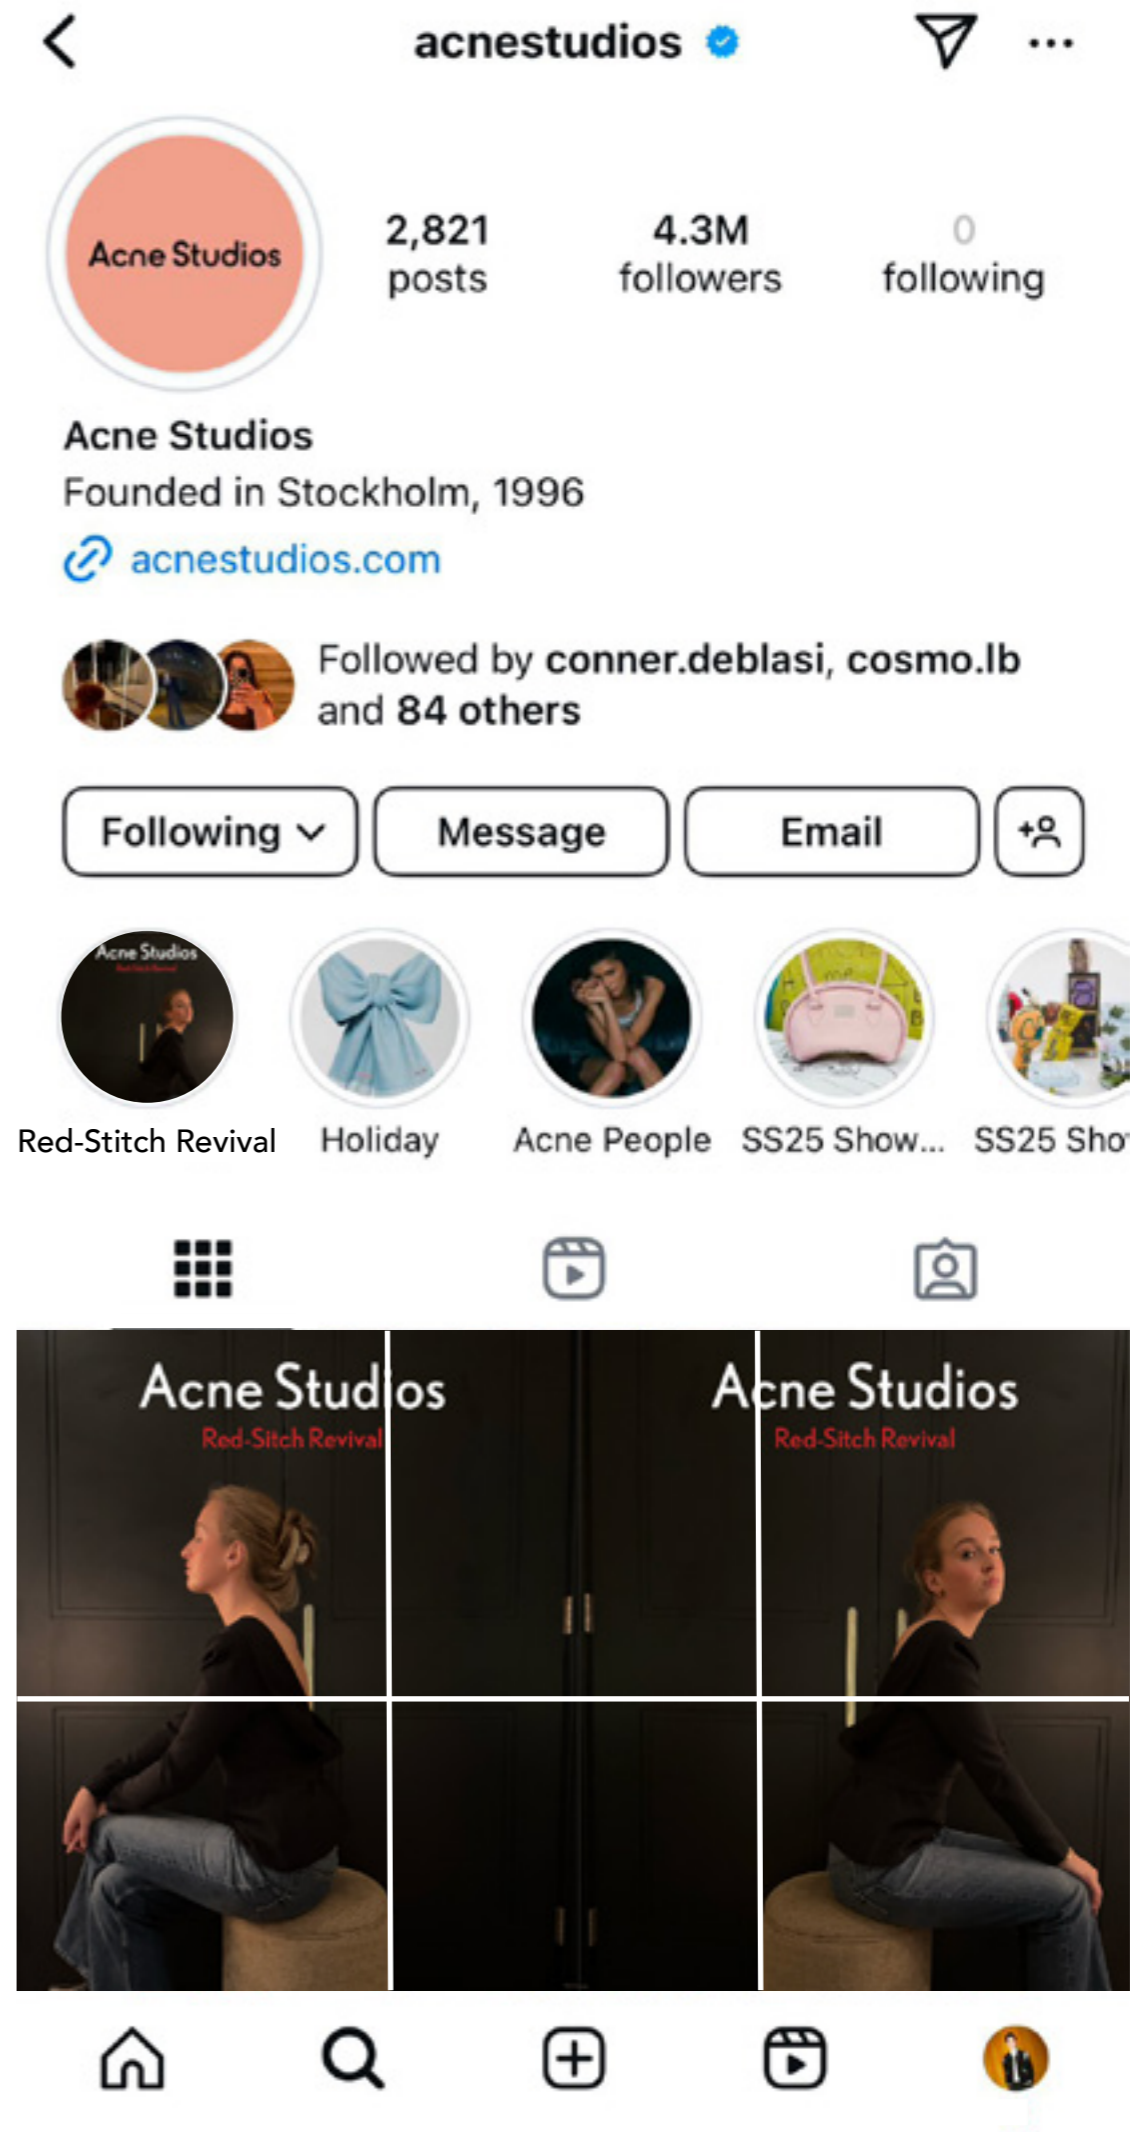 acnestudios
Acne Studios
2,821
posts
4.3M
followers
0
following
Acne Studios
Founded in Stockholm, 1996
acnestudios.com
Followed by conner.deblasi, cosmo.lb
and 84 others
Following
Message
Email
Acne Studios
Red-Stitch Revival
Holiday
Acne People
SS25 Show...
SS25 Sho
Acne Studios
Red-Sitch Revival
Acne Studios
Red-Sitch Revival